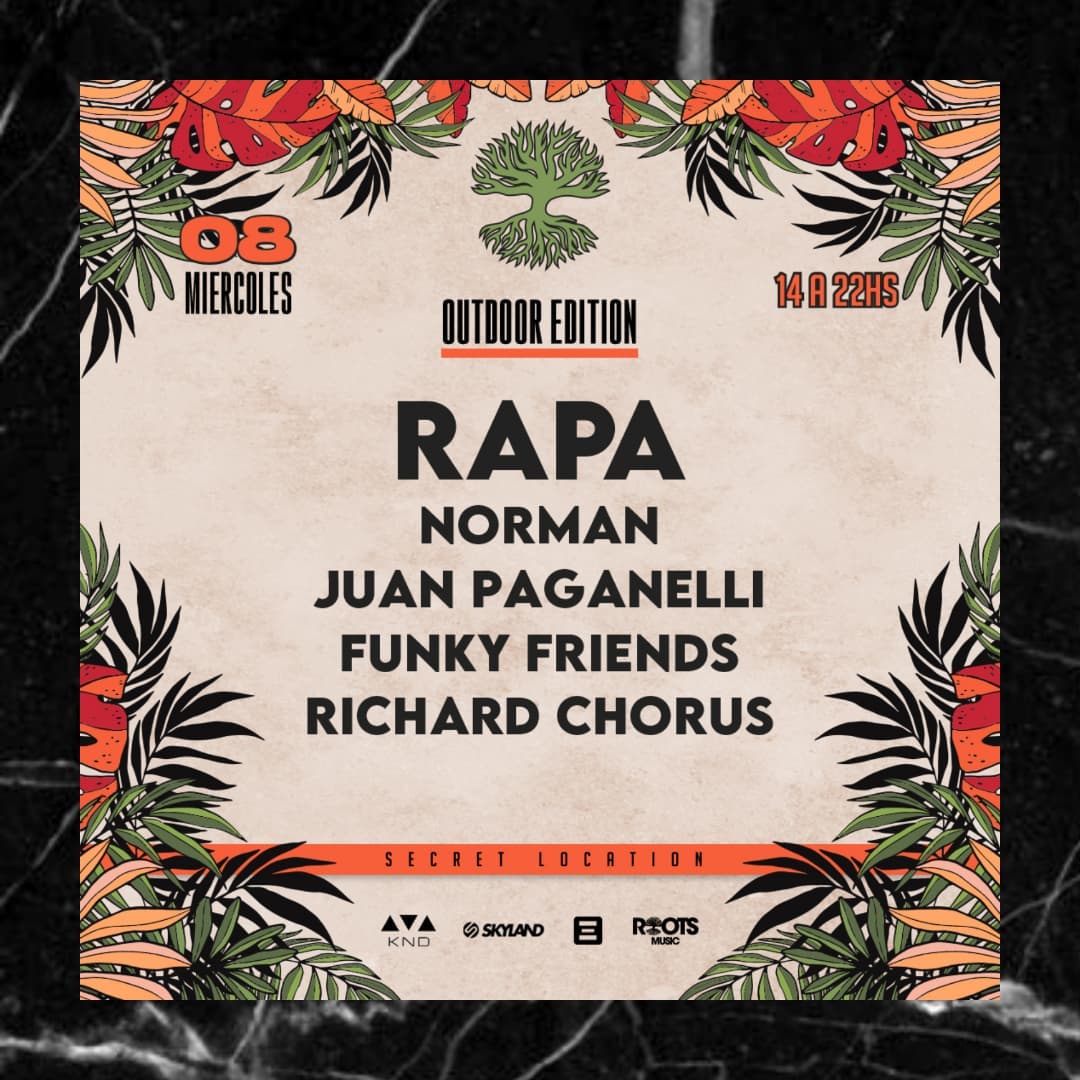 08
MIERCOLES
14 A 22HS
OUTDOOR EDITION
RAPA
NORMAN
JUAN PAGANELLI
FUNKY FRIENDS
RICHARD CHORUS
SECRET LOCATION
KND
SKYLAND
ROOTS
MUSIC